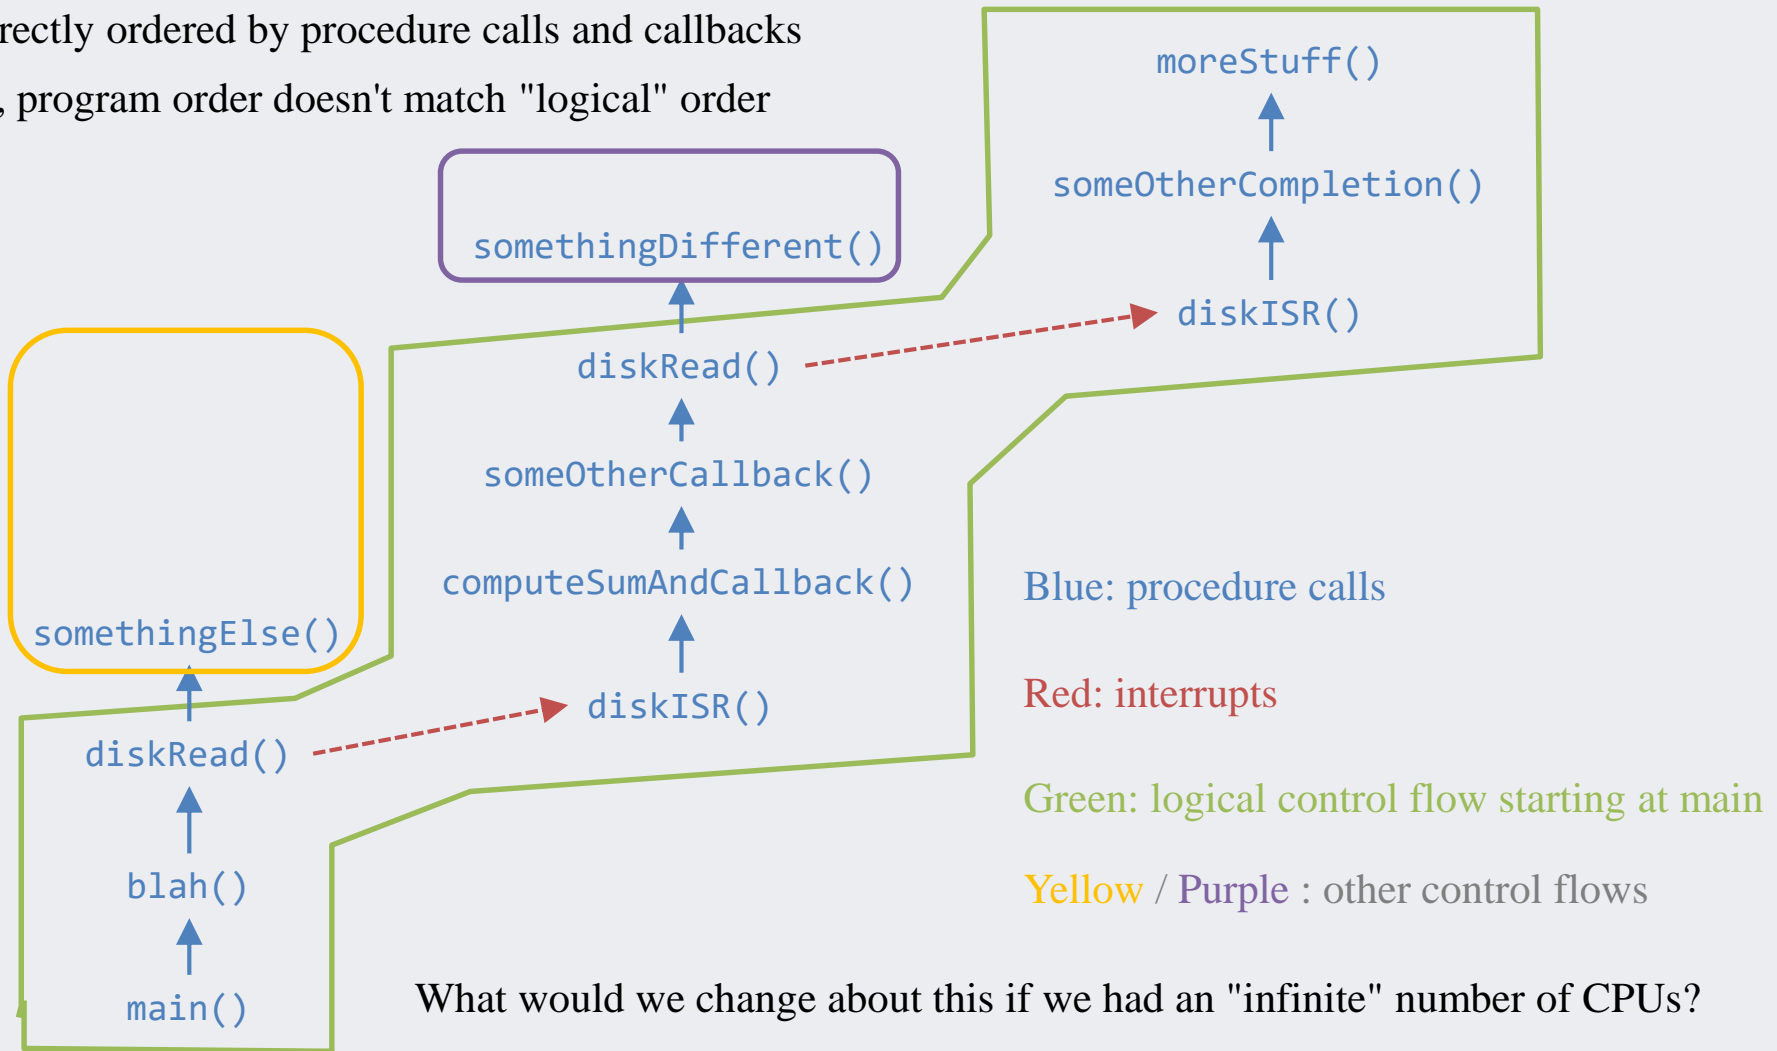 rectly ordered by procedure calls and callbacks
, program order doesn't match "logical" order
moreStuff()
someOtherCompletion()
somethingDifferent()
diskISR()
diskRead()
someOtherCallback()
computeSumAndCallback()
somethingElse()
diskISR()
diskRead()
blah()
main()
Blue: procedure calls
Red: interrupts
Green: logical control flow starting at main
Yellow / Purple : other control flows
What would we change about this if we had an "infinite" number of CPUs?